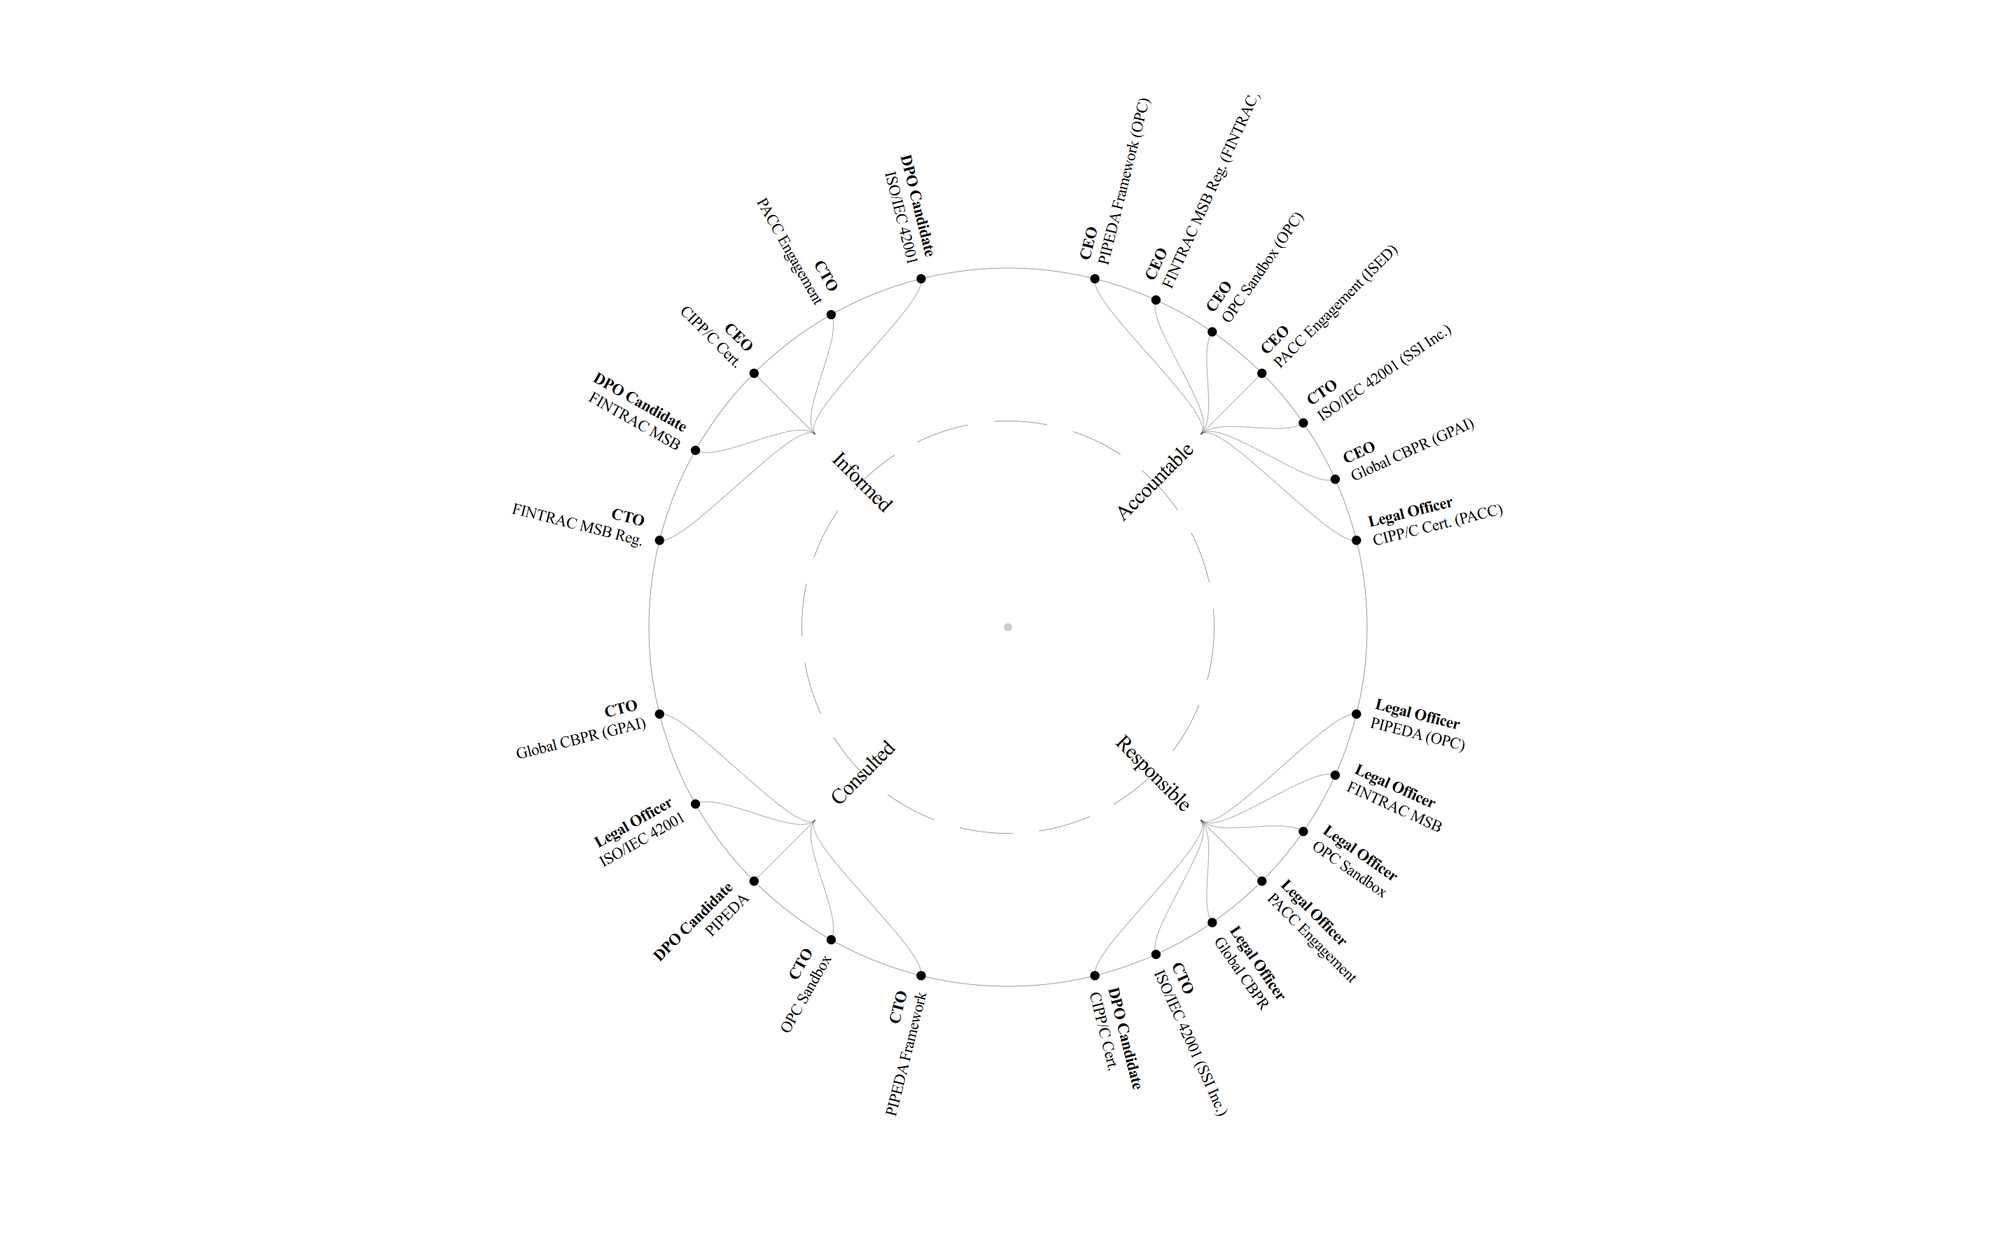 Accountable
CEO
PIPEDA Framework (OPC)
CEO
FINTRAC MSB Reg. (FINTRAC)
CEO
OPC Sandbox (OPC)
CEO
PACC Engagement (ISED)
CTO
ISO/IEC 42001 (SSI Inc.)
CEO
Global CBPR (GPAI)
Legal Officer
CIPP/C Cert. (PACC)
Responsible
Legal Officer
PIPEDA (OPC)
Legal Officer
FINTRAC MSB
Legal Officer
OPC Sandbox
Legal Officer
PACC Engagement
Legal Officer
Global CBPR
CTO
ISO/IEC 42001 (SSI Inc.)
DPO Candidate
CIPP/C Cert.
Consulted
CTO
PIPEDA Framework
CTO
OPC Sandbox
DPO Candidate
PIPEDA
Legal Officer
ISO/IEC 42001
CTO
Global CBPR (GPAI)
Informed
CTO
FINTRAC MSB Reg.
DPO Candidate
FINTRAC MSB
CEO
CIPP/C Cert.
CTO
PACC Engagement
DPO Candidate
ISO/IEC 42001